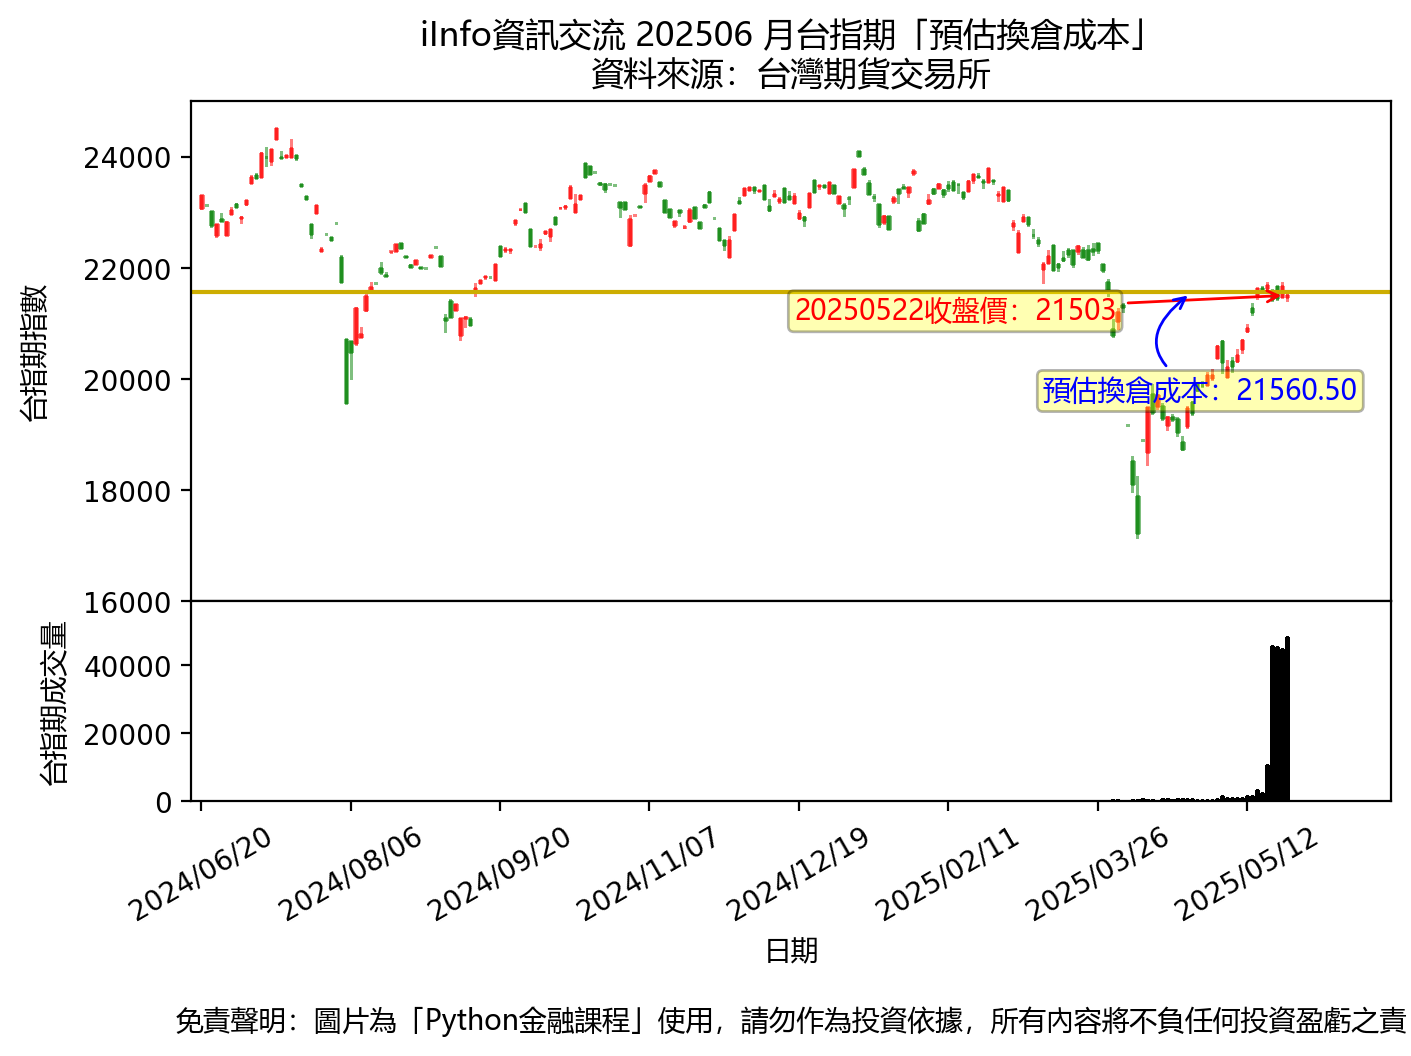 iInfo資訊交流 202506 月台指期「預估換倉成本」
資料來源：台灣期貨交易所
台指期指數
24000
22000
20000
18000
16000
20250522收盤價：21503
預估換倉成本：21560.50
台指期成交量
40000
20000
0
2024/06/20
2024/08/06
2024/09/20
2024/11/07
2024/12/19
2025/02/11
2025/03/26
2025/05/12
日期
免責聲明：圖片為「Python金融課程」使用，請勿作為投資依據，所有內容將不負任何投資盈虧之責